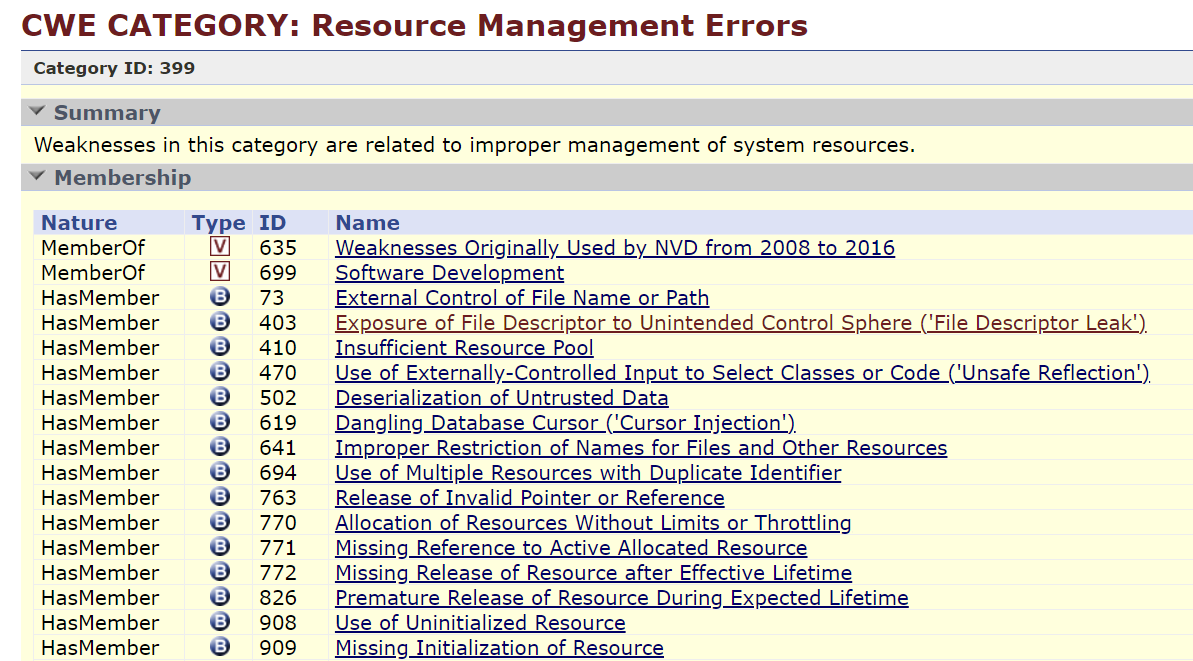 CWE CATEGORY: Resource Management Errors
Category ID: 399
Summary
Weaknesses in this category are related to improper management of system resources.
Membership
Nature Type ID Name
MemberOf V 635 Weaknesses Originally Used by NVD from 2008 to 2016
MemberOf V 699 Software Development
HasMember B 73 External Control of File Name or Path
HasMember B 403 Exposure of File Descriptor to Unintended Control Sphere ('File Descriptor Leak')
HasMember B 410 Insufficient Resource Pool
HasMember B 470 Use of Externally-Controlled Input to Select Classes or Code ('Unsafe Reflection')
HasMember B 502 Deserialization of Untrusted Data
HasMember B 619 Dangling Database Cursor ('Cursor Injection')
HasMember B 641 Improper Restriction of Names for Files and Other Resources
HasMember B 694 Use of Multiple Resources with Duplicate Identifier
HasMember B 763 Release of Invalid Pointer or Reference
HasMember B 770 Allocation of Resources Without Limits or Throttling
HasMember B 771 Missing Reference to Active Allocated Resource
HasMember B 772 Missing Release of Resource after Effective Lifetime
HasMember B 826 Premature Release of Resource During Expected Lifetime
HasMember B 908 Use of Uninitialized Resource
HasMember B 909 Missing Initialization of Resource